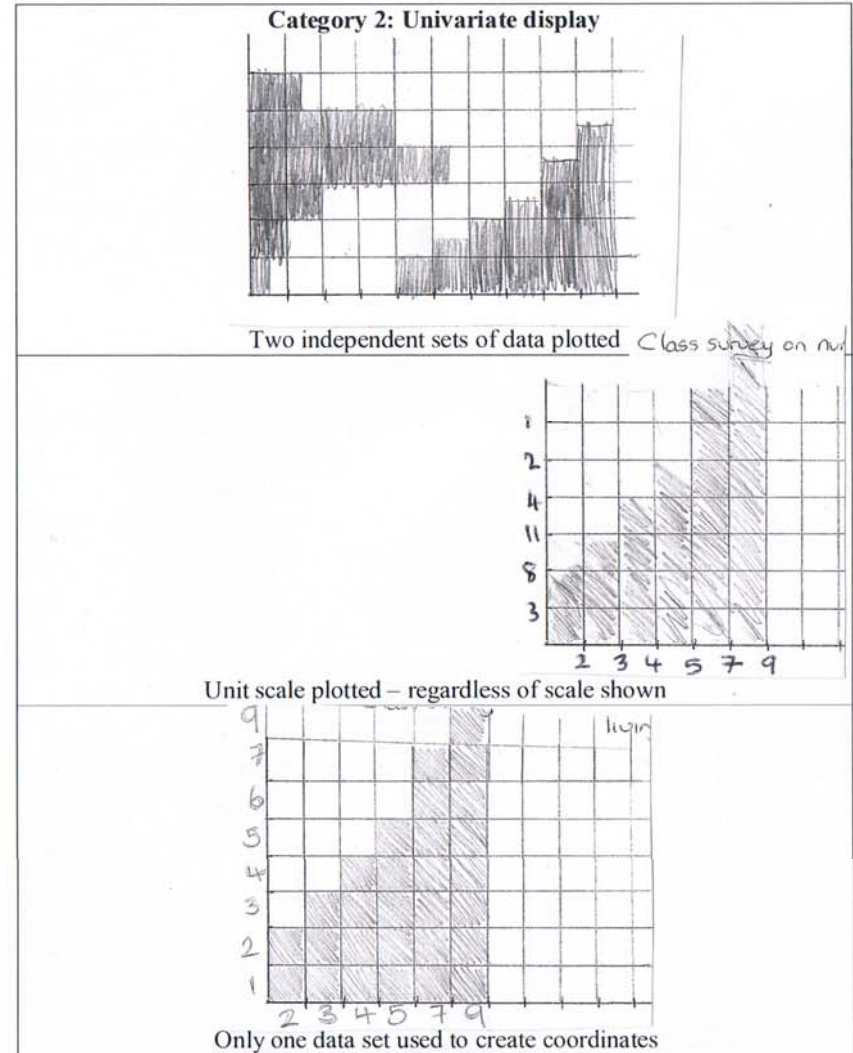 Category 2: Univariate display
Two independent sets of data plotted
Class survey on nu
1
2
4
11
8
3
2 3 4 5 7 9
Unit scale plotted – regardless of scale shown
9
7
6
5
4
3
2
1
livin
2 3 4 5 7 9
Only one data set used to create coordinates